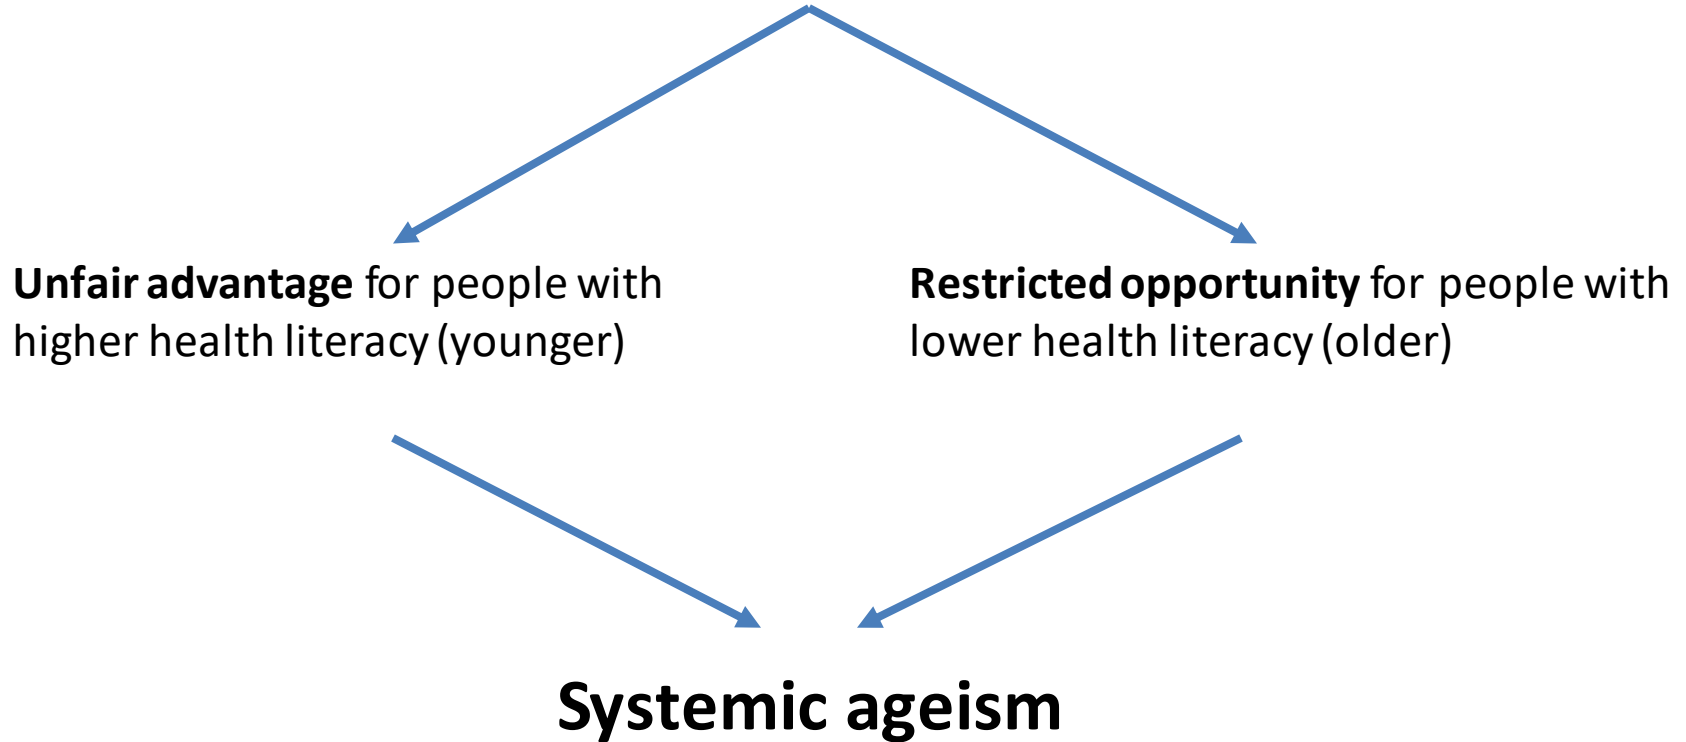 Unfair advantage for people with
higher health literacy (younger)
Restricted opportunity for people with
lower health literacy (older)
Systemic ageism